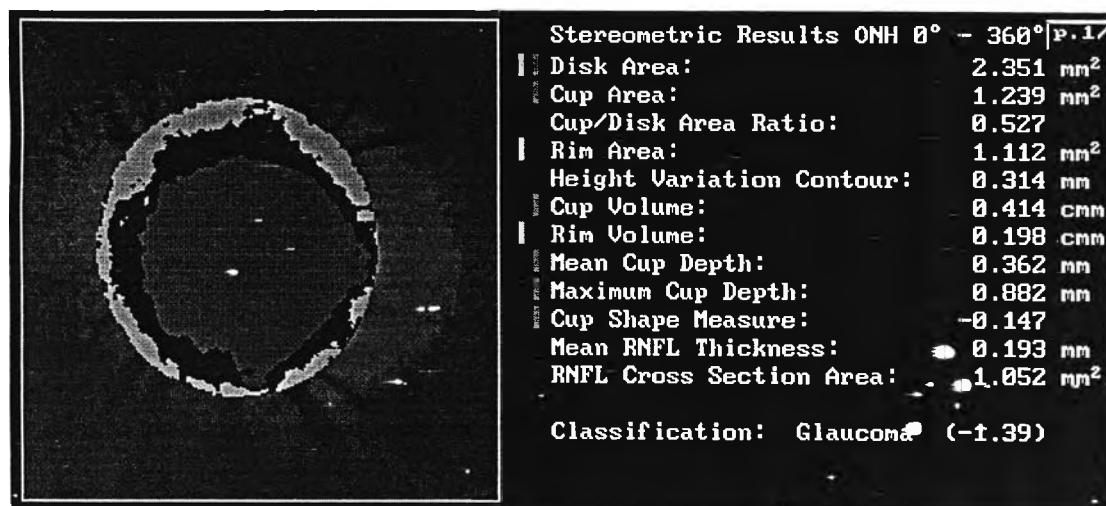 Stereometric Results ONH 0° - 360° p.1/
Disk Area: 2.351 mm²
Cup Area: 1.239 mm²
Cup/Disk Area Ratio: 0.527
Rim Area: 1.112 mm²
Height Variation Contour: 0.314 mm
Cup Volume: 0.414 cmm
Rim Volume: 0.198 cmm
Mean Cup Depth: 0.362 mm
Maximum Cup Depth: 0.882 mm
Cup Shape Measure: -0.147
Mean RNFL Thickness: 0.193 mm
RNFL Cross Section Area: 1.052 mm²
Classification: Glaucoma (-1.39)